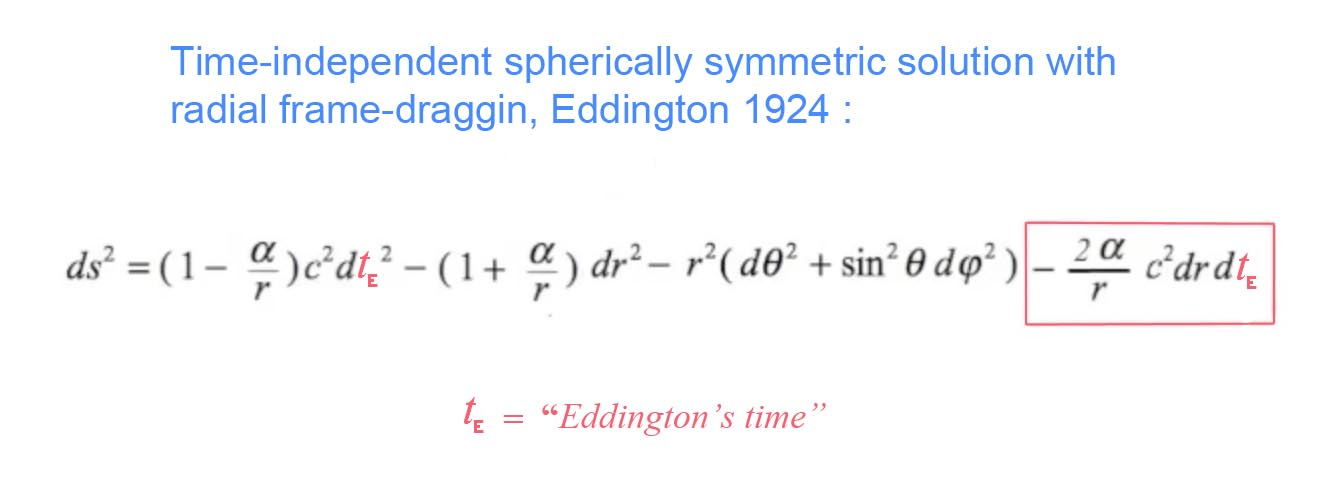 Time-independent spherically symmetric solution with
radial frame-draggin, Eddington 1924 :
ds² = ( 1 − α/r ) c²dt_E² − ( 1 + α/r ) dr² − r² ( dθ² + sin² θ dφ² ) − 2α/r c²dr dt_E
t_E = “Eddington’s time”